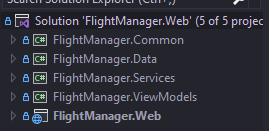 Search Solution Explorer (Ctrl+;)
Solution 'FlightManager.Web' (5 of 5 projec
C# FlightManager.Common
C# FlightManager.Data
C# FlightManager.Services
C# FlightManager.ViewModels
FlightManager.Web